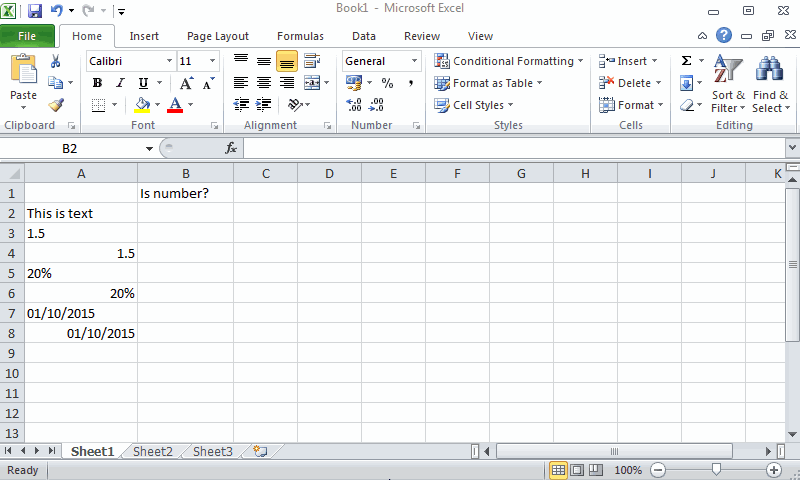 Book1 - Microsoft Excel
File Home Insert Page Layout Formulas Data Review View
Calibri 11 General Conditional Formatting Insert Σ
Paste B I U % , Format as Table Delete Sort & Filter Find & Select
A Cell Styles Format
Clipboard Font Alignment Number Styles Cells Editing
B2 fx
A B C D E F G H I J K
1 Is number?
2 This is text
3 1.5
4 1.5
5 20%
6 20%
7 01/10/2015
8 01/10/2015
9
10
11
12
13
Sheet1 Sheet2 Sheet3
Ready 100%